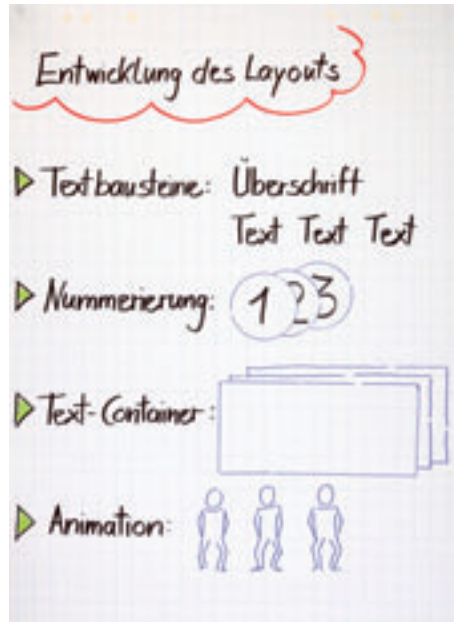 Entwicklung des Layouts
Textbausteine: Überschrift
Text Text Text
Nummerierung: 1 2 3
Text-Container:
Animation: